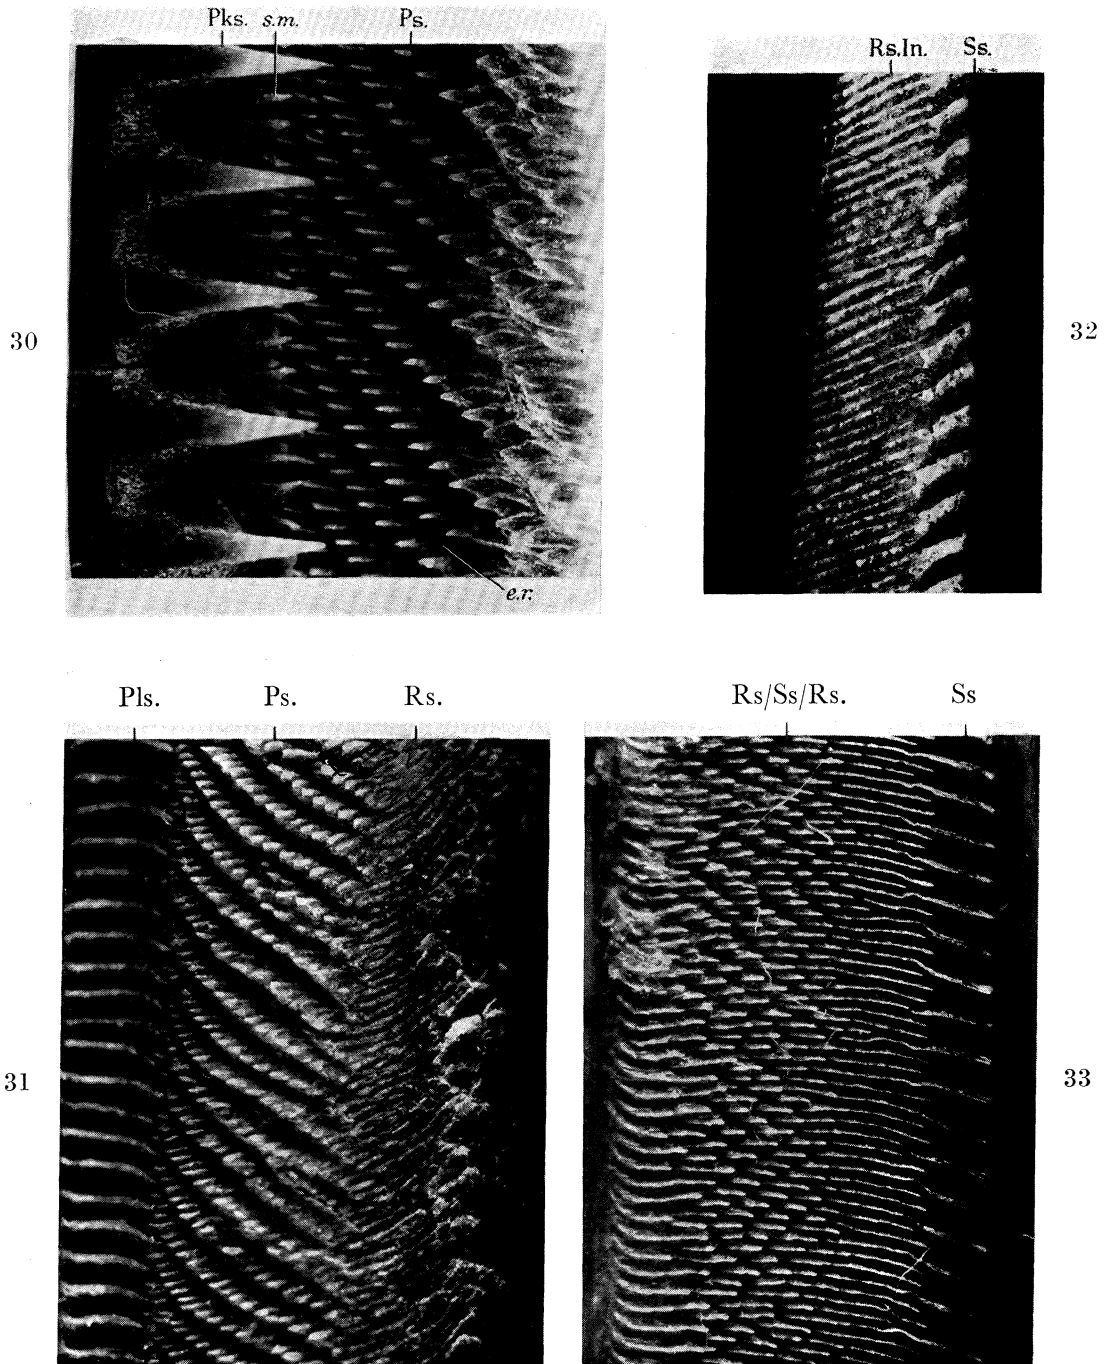 Pks. s.m. Ps.
30
e.r.
Rs.In. Ss.
32
Pls. Ps. Rs.
31
Rs/Ss/Rs. Ss
33